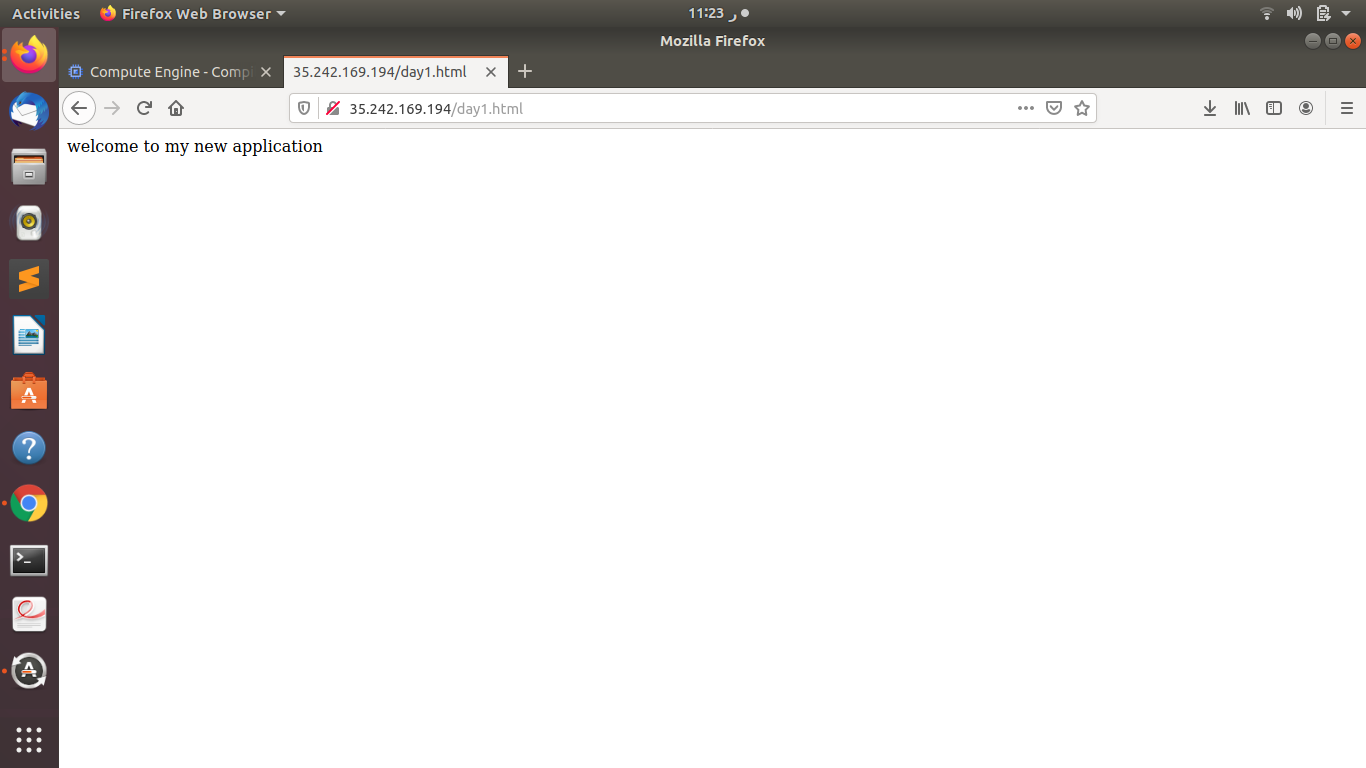 Activities
Firefox Web Browser
11:23 ر
Mozilla Firefox
Compute Engine - Comp
35.242.169.194/day1.html
35.242.169.194/day1.html
welcome to my new application